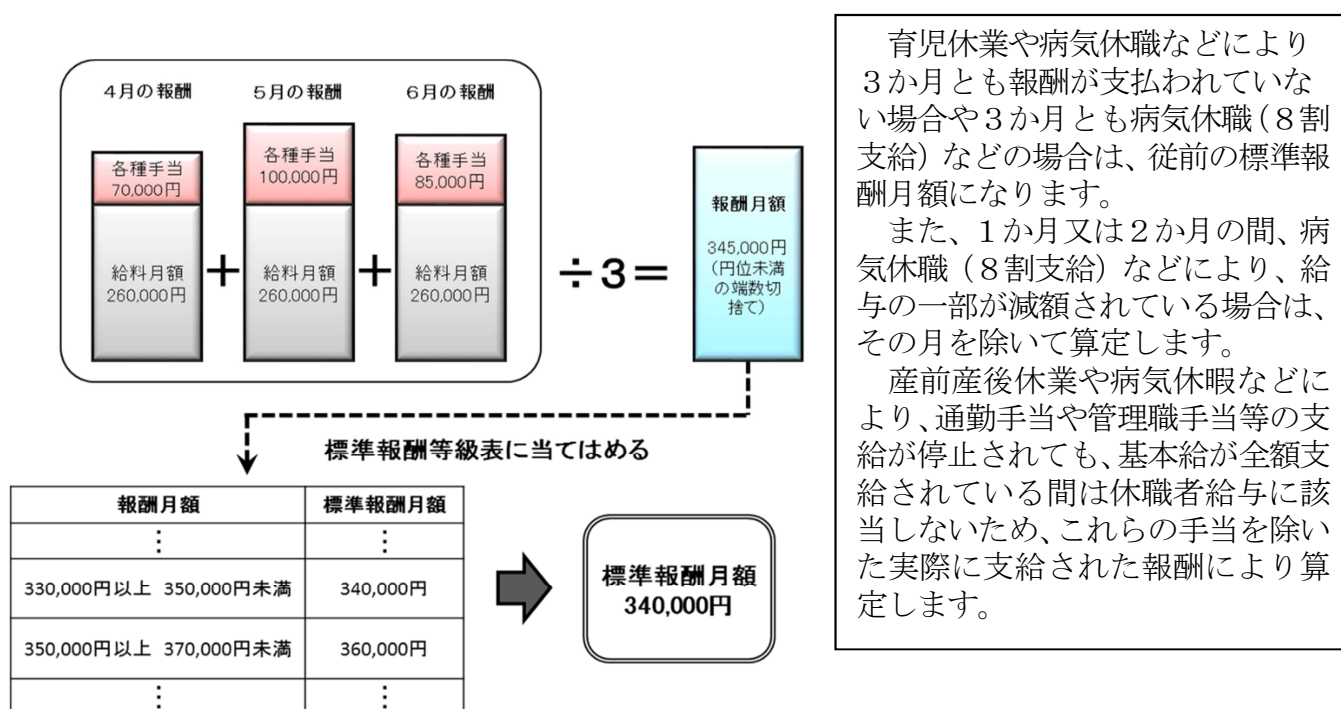 4月の報酬
5月の報酬
6月の報酬
各種手当
70,000円
各種手当
100,000円
各種手当
85,000円
給料月額
260,000円
+
給料月額
260,000円
+
給料月額
260,000円
÷3=
報酬月額
345,000円
(円位未満
の端数切
捨て)
標準報酬等級表に当てはめる
報酬月額 標準報酬月額
⋮ ⋮
330,000円以上 350,000円未満 340,000円
350,000円以上 370,000円未満 360,000円
⋮ ⋮
標準報酬月額
340,000円
育児休業や病気休職などにより
3か月とも報酬が支払われていな
い場合や3か月とも病気休職(8割
支給)などの場合は、従前の標準報
酬月額になります。
また、1か月又は2か月の間、病
気休職(8割支給)などにより、給
与の一部が減額されている場合は、
その月を除いて算定します。
産前産後休業や病気休暇などに
より、通勤手当や管理職手当等の支
給が停止されても、基本給が全額支
給されている間は休職者給与に該
当しないため、これらの手当を除い
た実際に支給された報酬により算
定します。